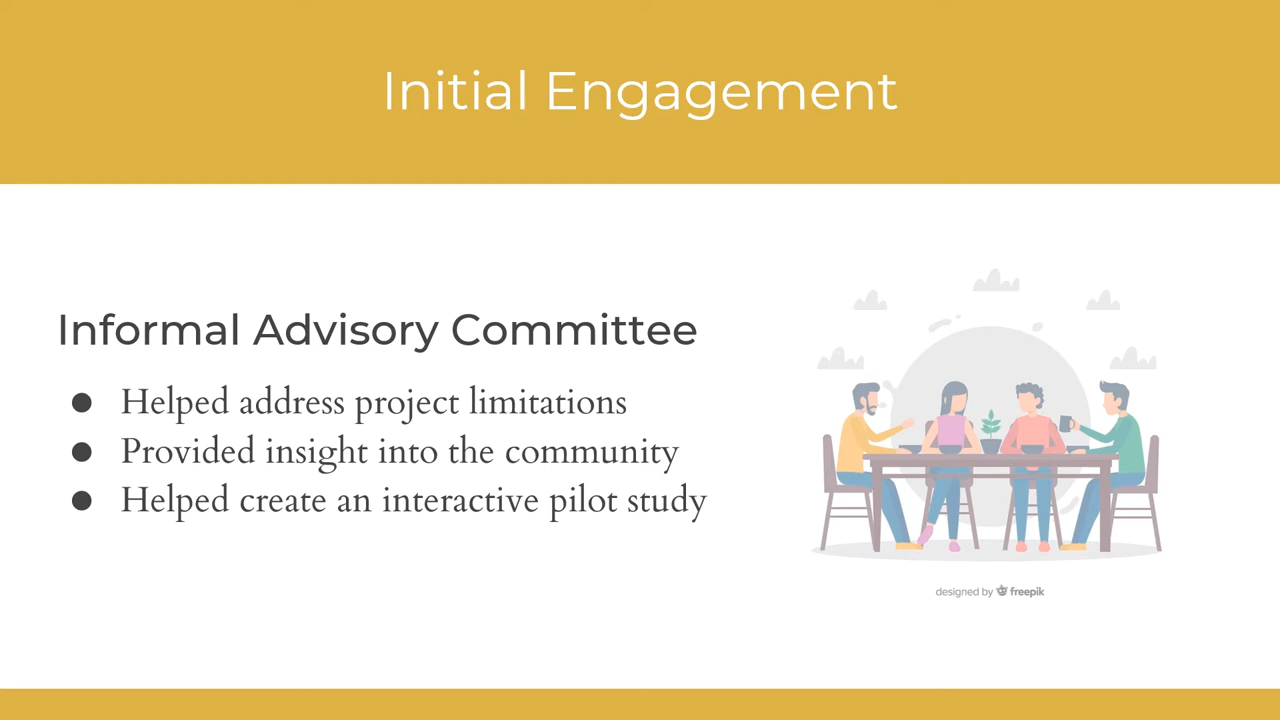 Initial Engagement
Informal Advisory Committee
● Helped address project limitations
● Provided insight into the community
● Helped create an interactive pilot study
designed by freepik